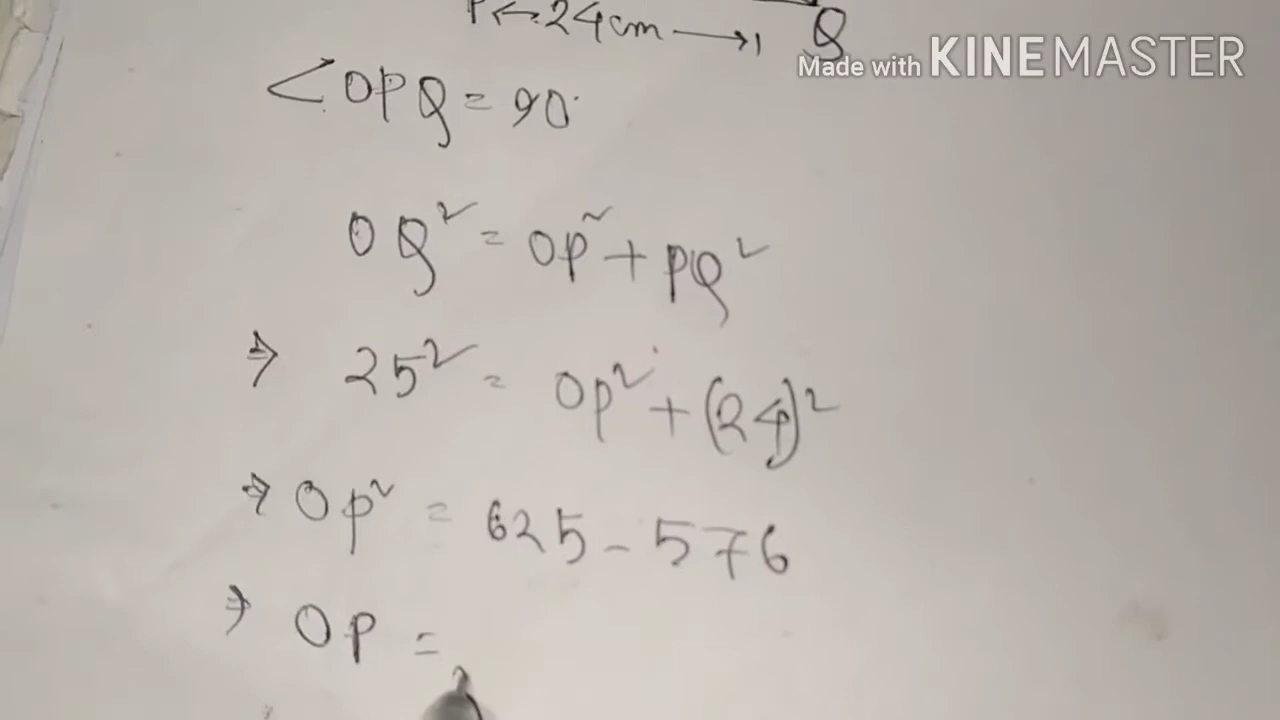 P ← 24cm → Q
Made with KINEMASTER
<OPQ = 90°
OQ² = OP² + PQ²
⇒ 25² = OP² + (24)²
⇒ OP² = 625 - 576
⇒ OP =